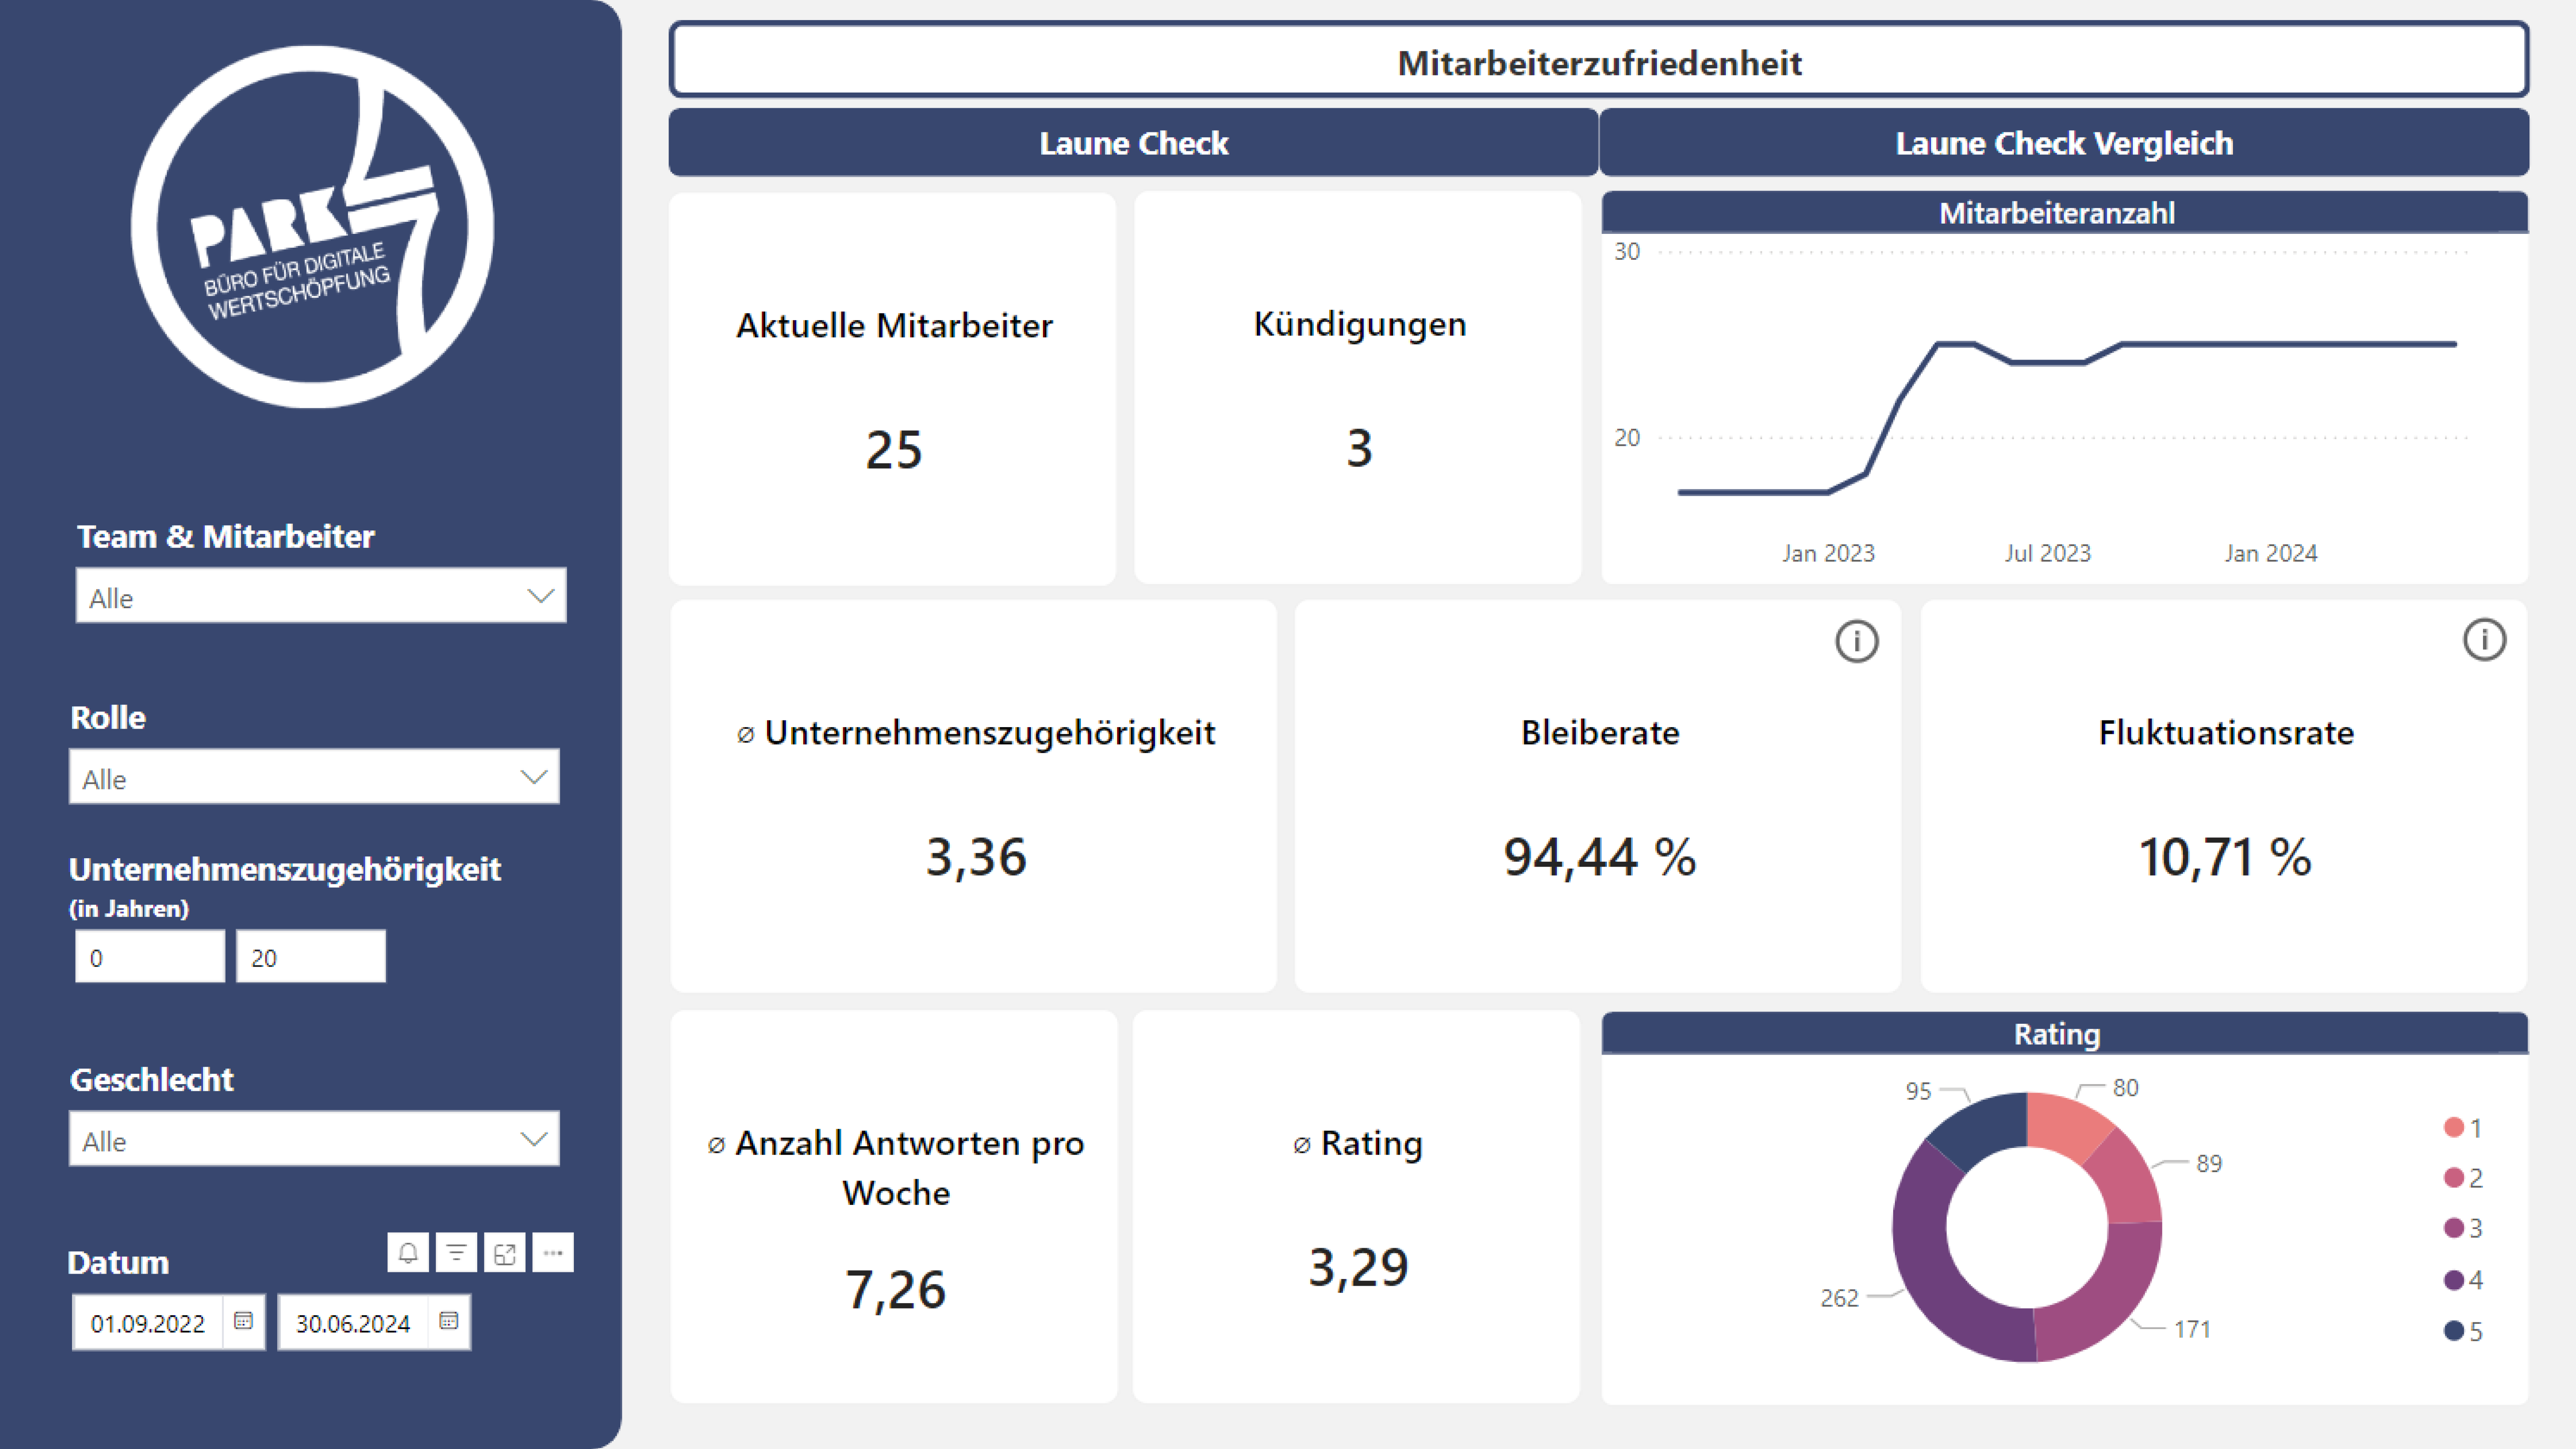 PARK
BÜRO FÜR DIGITALE
WERTSCHÖPFUNG
Team & Mitarbeiter
Alle
Rolle
Alle
Unternehmenszugehörigkeit
(in Jahren)
0 20
Geschlecht
Alle
Datum
01.09.2022 30.06.2024
Mitarbeiterzufriedenheit
Laune Check Laune Check Vergleich
Aktuelle Mitarbeiter
25
Kündigungen
3
Mitarbeiteranzahl
30
20
Jan 2023 Jul 2023 Jan 2024
⌀ Unternehmenszugehörigkeit
3,36
Bleiberate
94,44 %
Fluktuationsrate
10,71 %
⌀ Anzahl Antworten pro
Woche
7,26
⌀ Rating
3,29
Rating
95 80
89
262
171
1
2
3
4
5